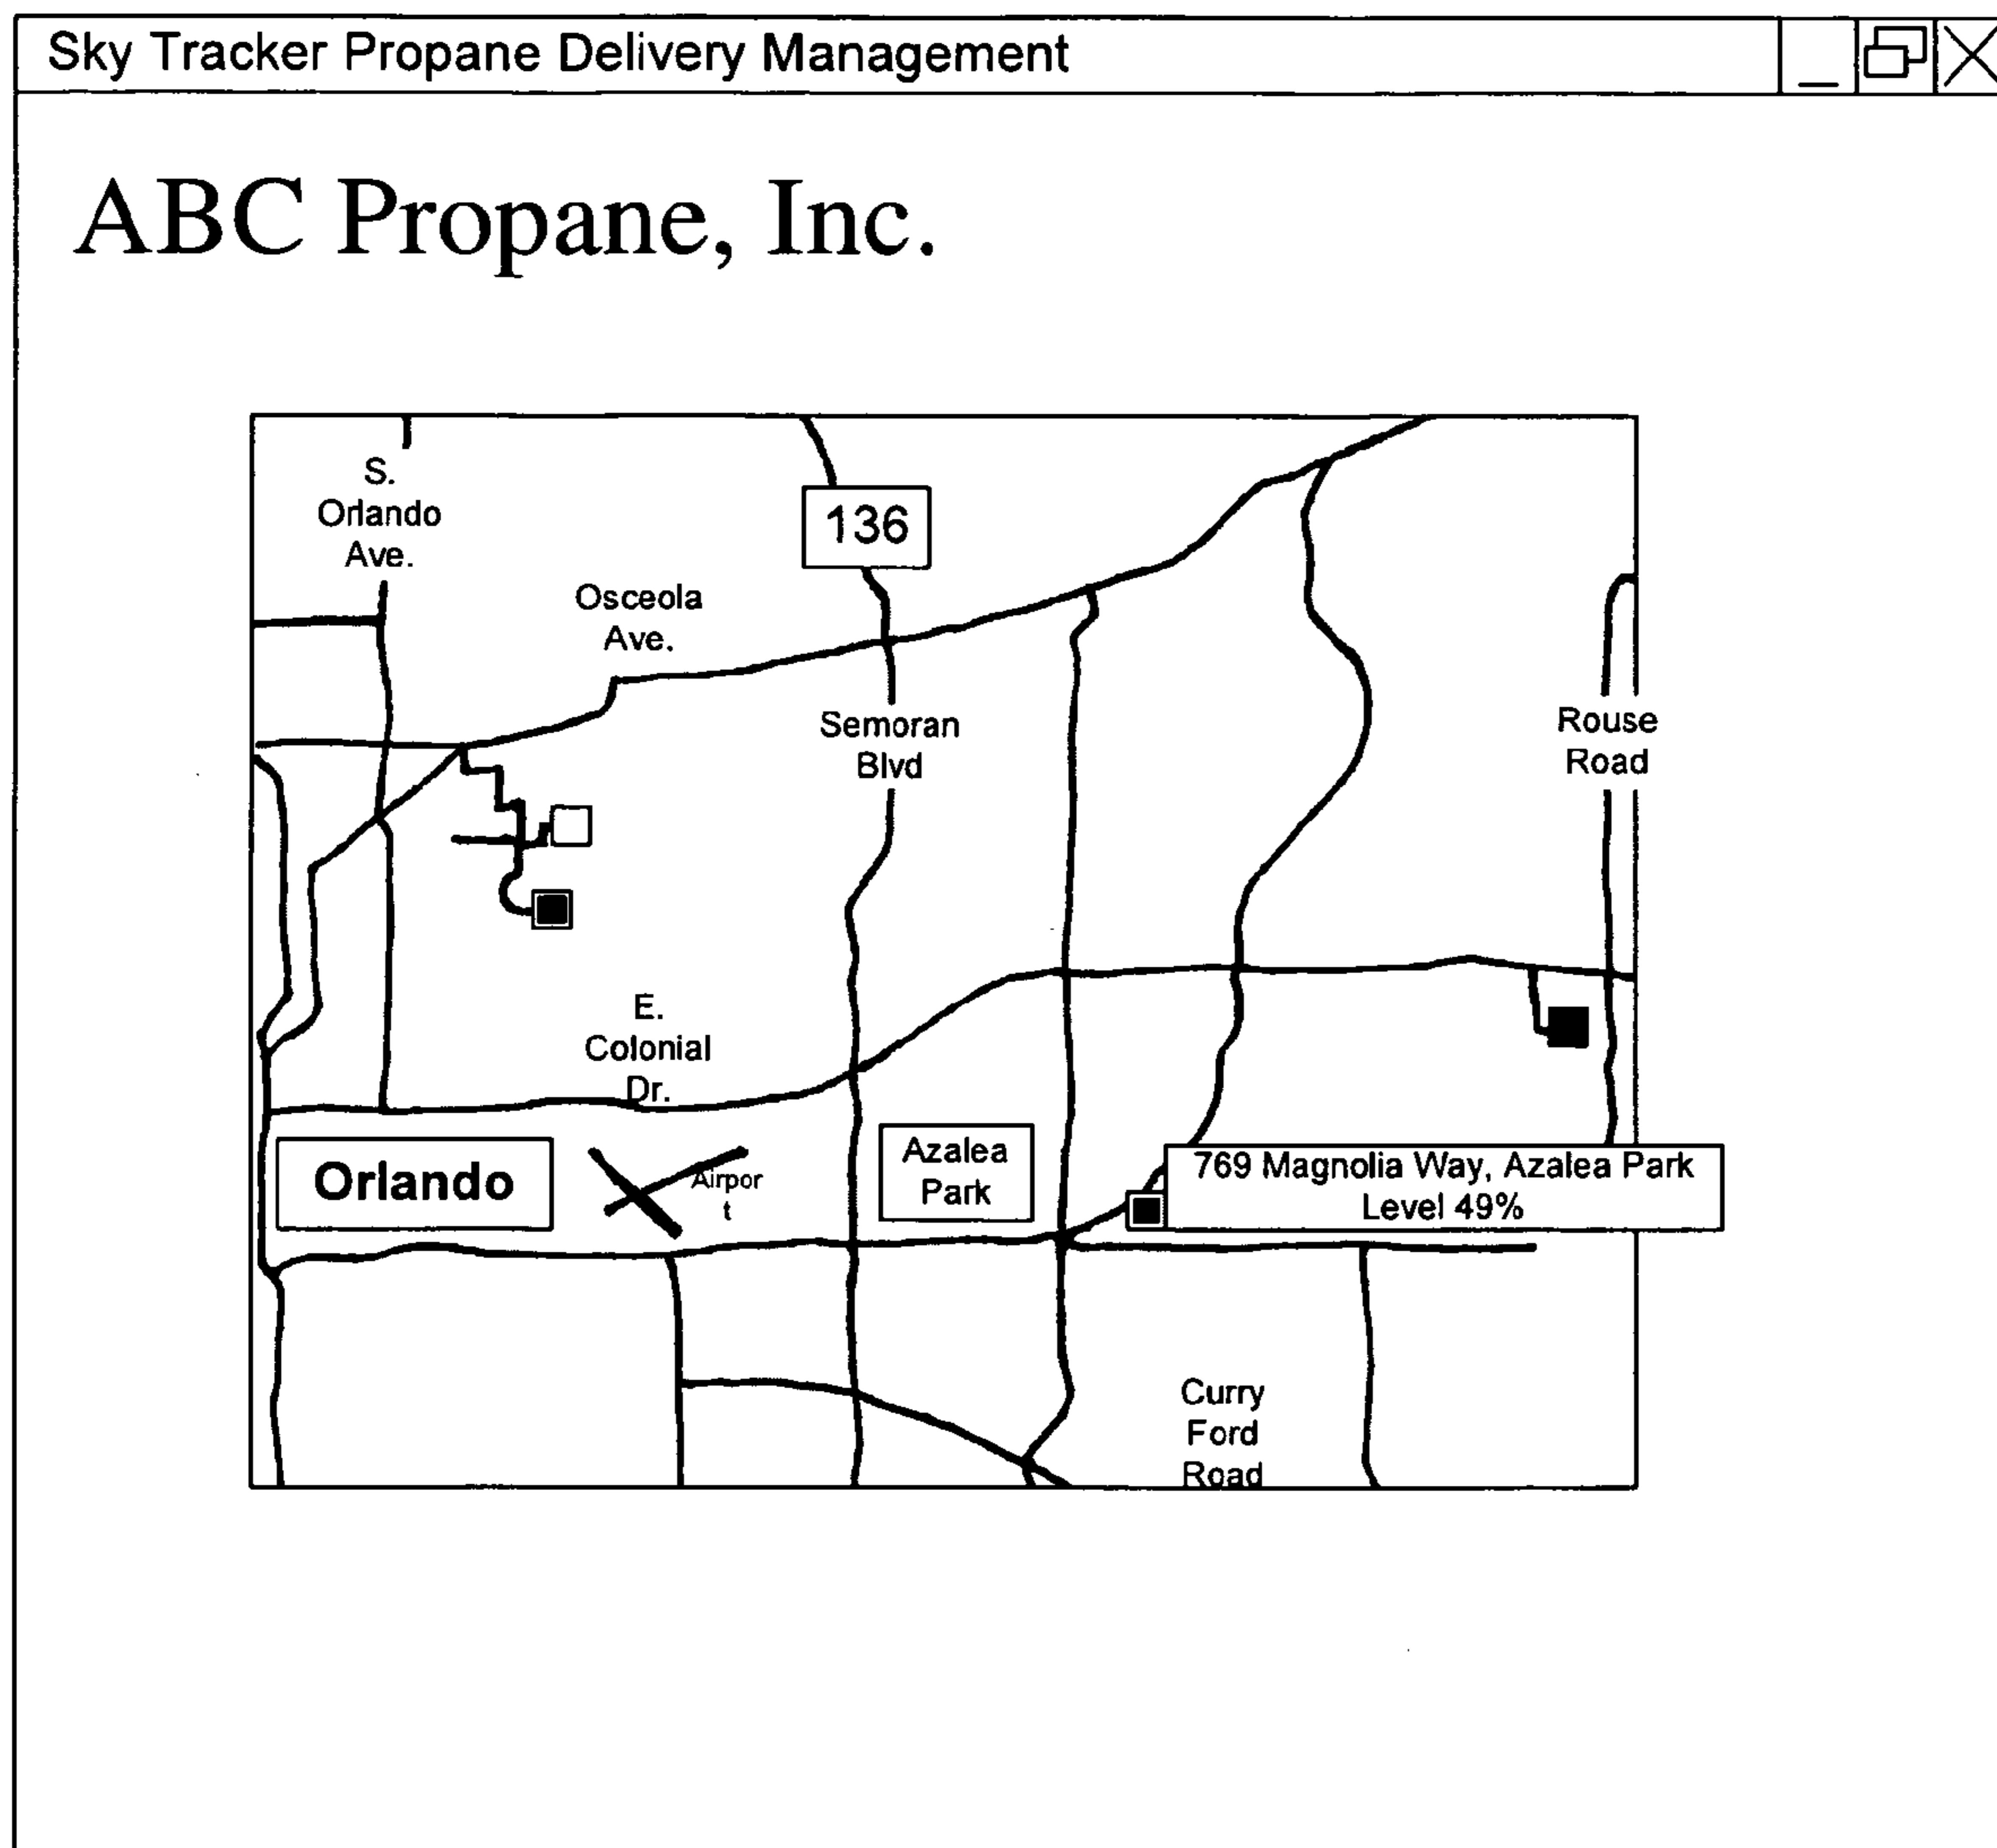 Sky Tracker Propane Delivery Management
ABC Propane, Inc.
S.
Orlando
Ave.
136
Osceola
Ave.
Semoran
Blvd
Rouse
Road
E.
Colonial
Dr.
Orlando
Airpor
t
Azalea
Park
769 Magnolia Way, Azalea Park
Level 49%
Curry
Ford
Road